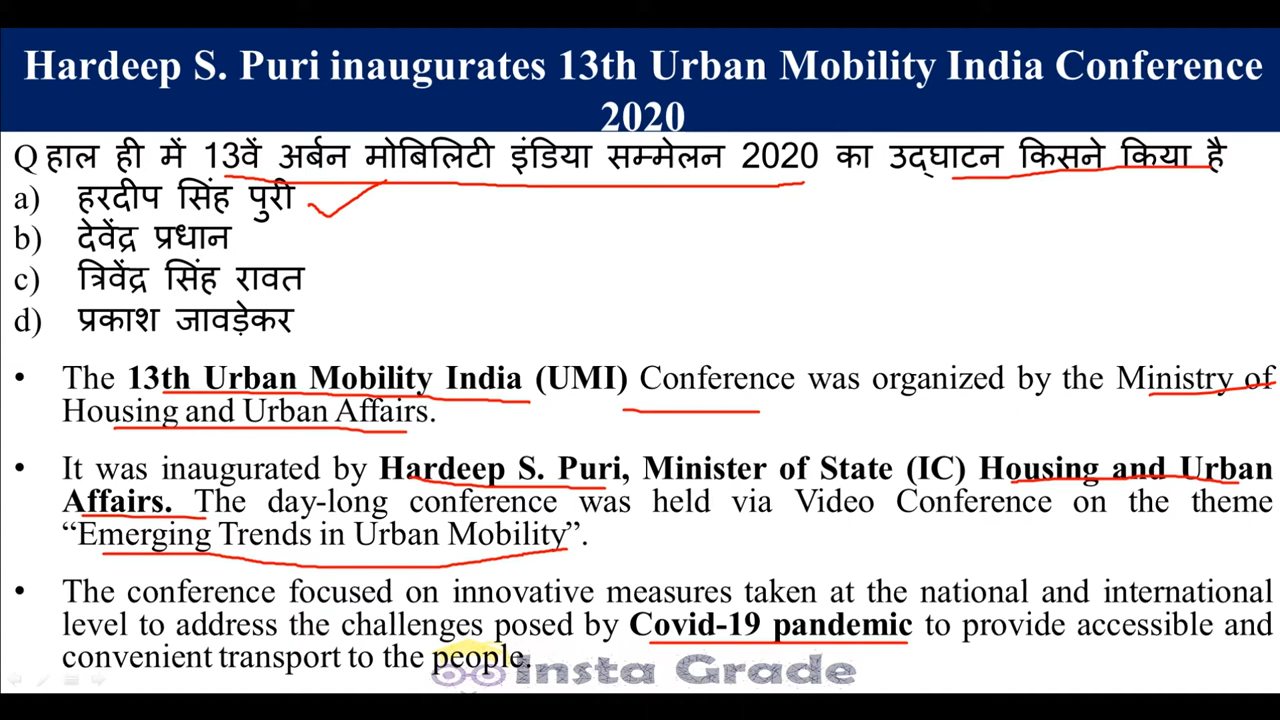 Hardeep S. Puri inaugurates 13th Urban Mobility India Conference
2020
Q हाल ही में 13वें अर्बन मोबिलिटी इंडिया सम्मेलन 2020 का उद्घाटन किसने किया है
a) हरदीप सिंह पुरी
b) देवेंद्र प्रधान
c) त्रिवेंद्र सिंह रावत
d) प्रकाश जावड़ेकर
• The 13th Urban Mobility India (UMI) Conference was organized by the Ministry of
Housing and Urban Affairs.
• It was inaugurated by Hardeep S. Puri, Minister of State (IC) Housing and Urban
Affairs. The day-long conference was held via Video Conference on the theme
“Emerging Trends in Urban Mobility”.
• The conference focused on innovative measures taken at the national and international
level to address the challenges posed by Covid-19 pandemic to provide accessible and
convenient transport to the people.
Insta Grade